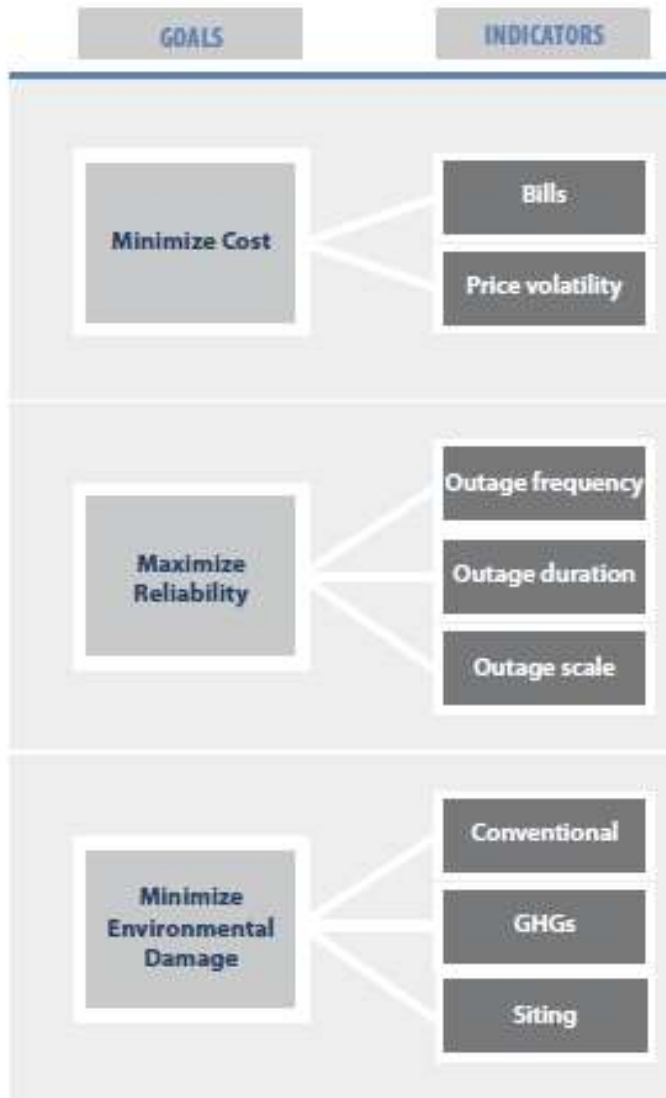 GOALS
INDICATORS
Minimize Cost
Bills
Price volatility
Maximize
Reliability
Outage frequency
Outage duration
Outage scale
Minimize
Environmental
Damage
Conventional
GHGs
Siting